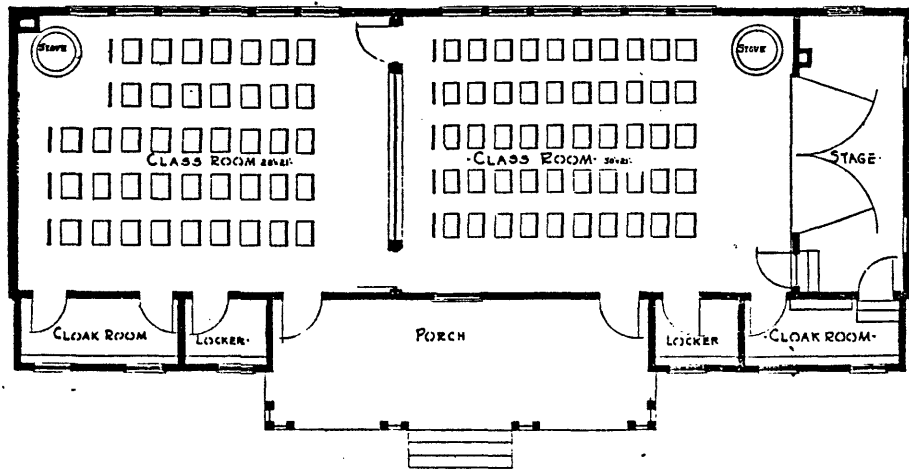 STOVE
STOVE
CLASS ROOM
·CLASS ROOM·
STAGE·
CLOAK ROOM
LOCKER·
PORCH
LOCKER
·CLOAK ROOM·